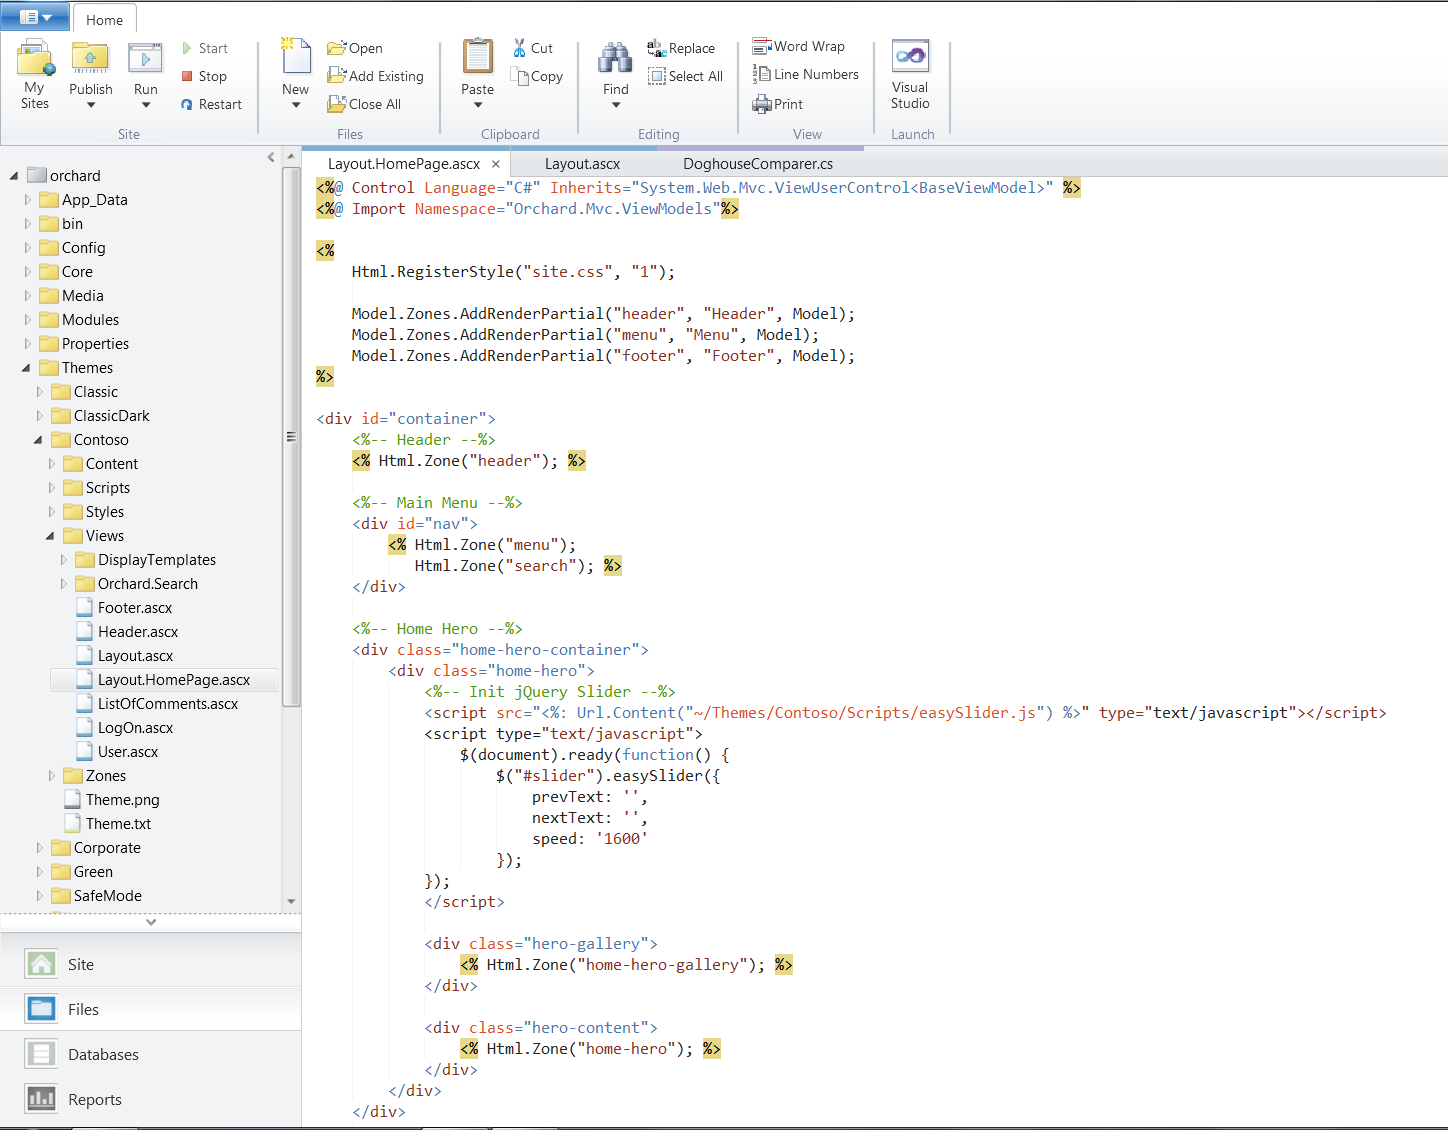 Home
My Sites
Publish
Run
Start
Stop
Restart
Site
New
Open
Add Existing
Close All
Files
Paste
Cut
Copy
Clipboard
Find
Replace
Select All
Editing
Word Wrap
Line Numbers
Print
View
Visual Studio
Launch
orchard
App_Data
bin
Config
Core
Media
Modules
Properties
Themes
Classic
ClassicDark
Contoso
Content
Scripts
Styles
Views
DisplayTemplates
Orchard.Search
Footer.ascx
Header.ascx
Layout.ascx
Layout.HomePage.ascx
ListOfComments.ascx
LogOn.ascx
User.ascx
Zones
Theme.png
Theme.txt
Corporate
Green
SafeMode
Site
Files
Databases
Reports
Layout.HomePage.ascx × Layout.ascx DoghouseComparer.cs
<%@ Control Language="C#" Inherits="System.Web.Mvc.ViewUserControl<BaseViewModel>" %>
<%@ Import Namespace="Orchard.Mvc.ViewModels"%>
<%
Html.RegisterStyle("site.css", "1");
Model.Zones.AddRenderPartial("header", "Header", Model);
Model.Zones.AddRenderPartial("menu", "Menu", Model);
Model.Zones.AddRenderPartial("footer", "Footer", Model);
%>
<div id="container">
<%-- Header --%>
<% Html.Zone("header"); %>
<%-- Main Menu --%>
<div id="nav">
<% Html.Zone("menu");
Html.Zone("search"); %>
</div>
<%-- Home Hero --%>
<div class="home-hero-container">
<div class="home-hero">
<%-- Init jQuery Slider --%>
<script src="<%: Url.Content("~/Themes/Contoso/Scripts/easySlider.js") %>" type="text/javascript"></script>
<script type="text/javascript">
$(document).ready(function() {
$("#slider").easySlider({
prevText: '',
nextText: '',
speed: '1600'
});
});
</script>
<div class="hero-gallery">
<% Html.Zone("home-hero-gallery"); %>
</div>
<div class="hero-content">
<% Html.Zone("home-hero"); %>
</div>
</div>
</div>